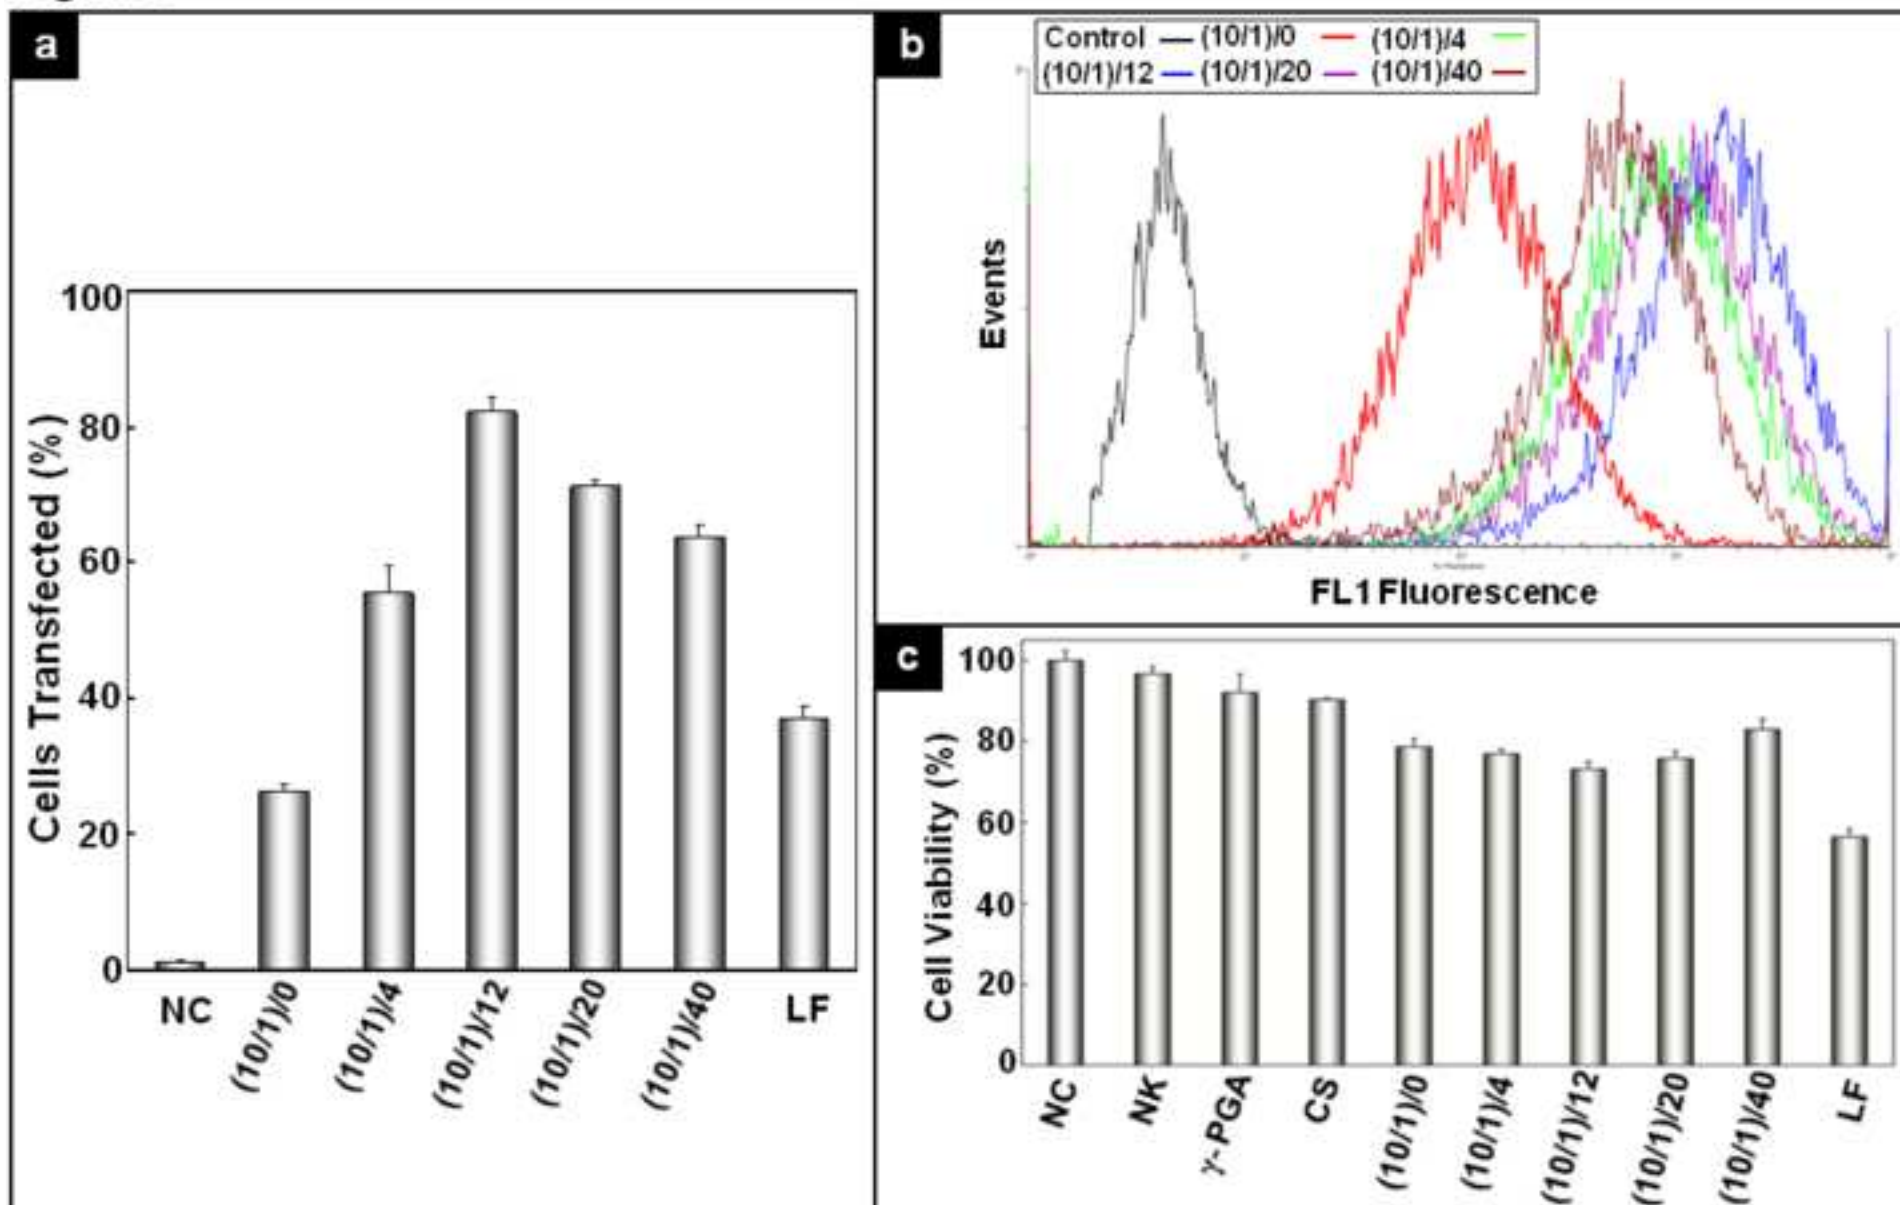 a
100
80
60
40
20
0
Cells Transfected (%)
NC
(10/1)/0
(10/1)/4
(10/1)/12
(10/1)/20
(10/1)/40
LF
b
Control (10/1)/0 (10/1)/4
(10/1)/12 (10/1)/20 (10/1)/40
Events
FL1 Fluorescence
c
100
80
60
40
20
0
Cell Viability (%)
NC
NK
γ-PGA
CS
(10/1)/0
(10/1)/4
(10/1)/12
(10/1)/20
(10/1)/40
LF